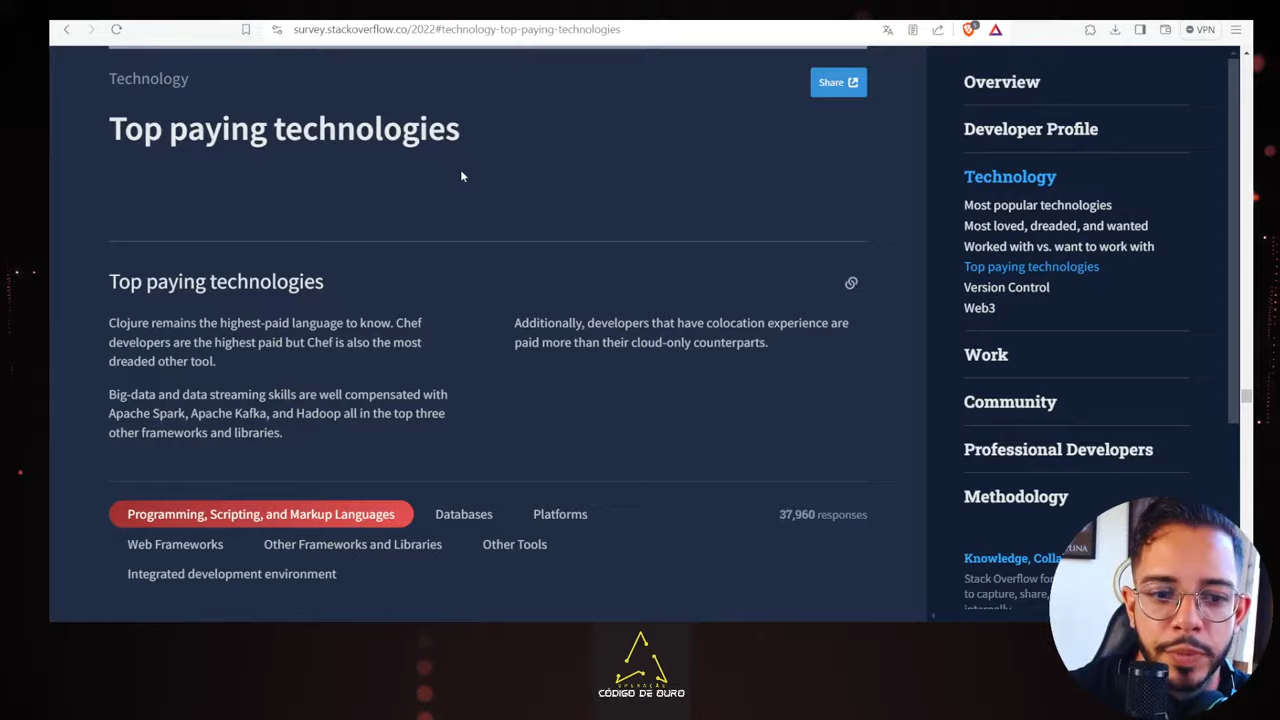 survey.stackoverflow.co/2022#technology-top-paying-technologies
VPN
Technology
Share
Top paying technologies
Top paying technologies
Clojure remains the highest-paid language to know. Chef
developers are the highest paid but Chef is also the most
dreaded other tool.
Big-data and data streaming skills are well compensated with
Apache Spark, Apache Kafka, and Hadoop all in the top three
other frameworks and libraries.
Additionally, developers that have colocation experience are
paid more than their cloud-only counterparts.
Programming, Scripting, and Markup Languages
Databases
Platforms
37,960 responses
Web Frameworks
Other Frameworks and Libraries
Other Tools
Integrated development environment
Overview
Developer Profile
Technology
Most popular technologies
Most loved, dreaded, and wanted
Worked with vs. want to work with
Top paying technologies
Version Control
Web3
Work
Community
Professional Developers
Methodology
Knowledge, Colla
Stack Overflow for
to capture, share,
internally.
OPERAÇÃO
CÓDIGO DE OURO